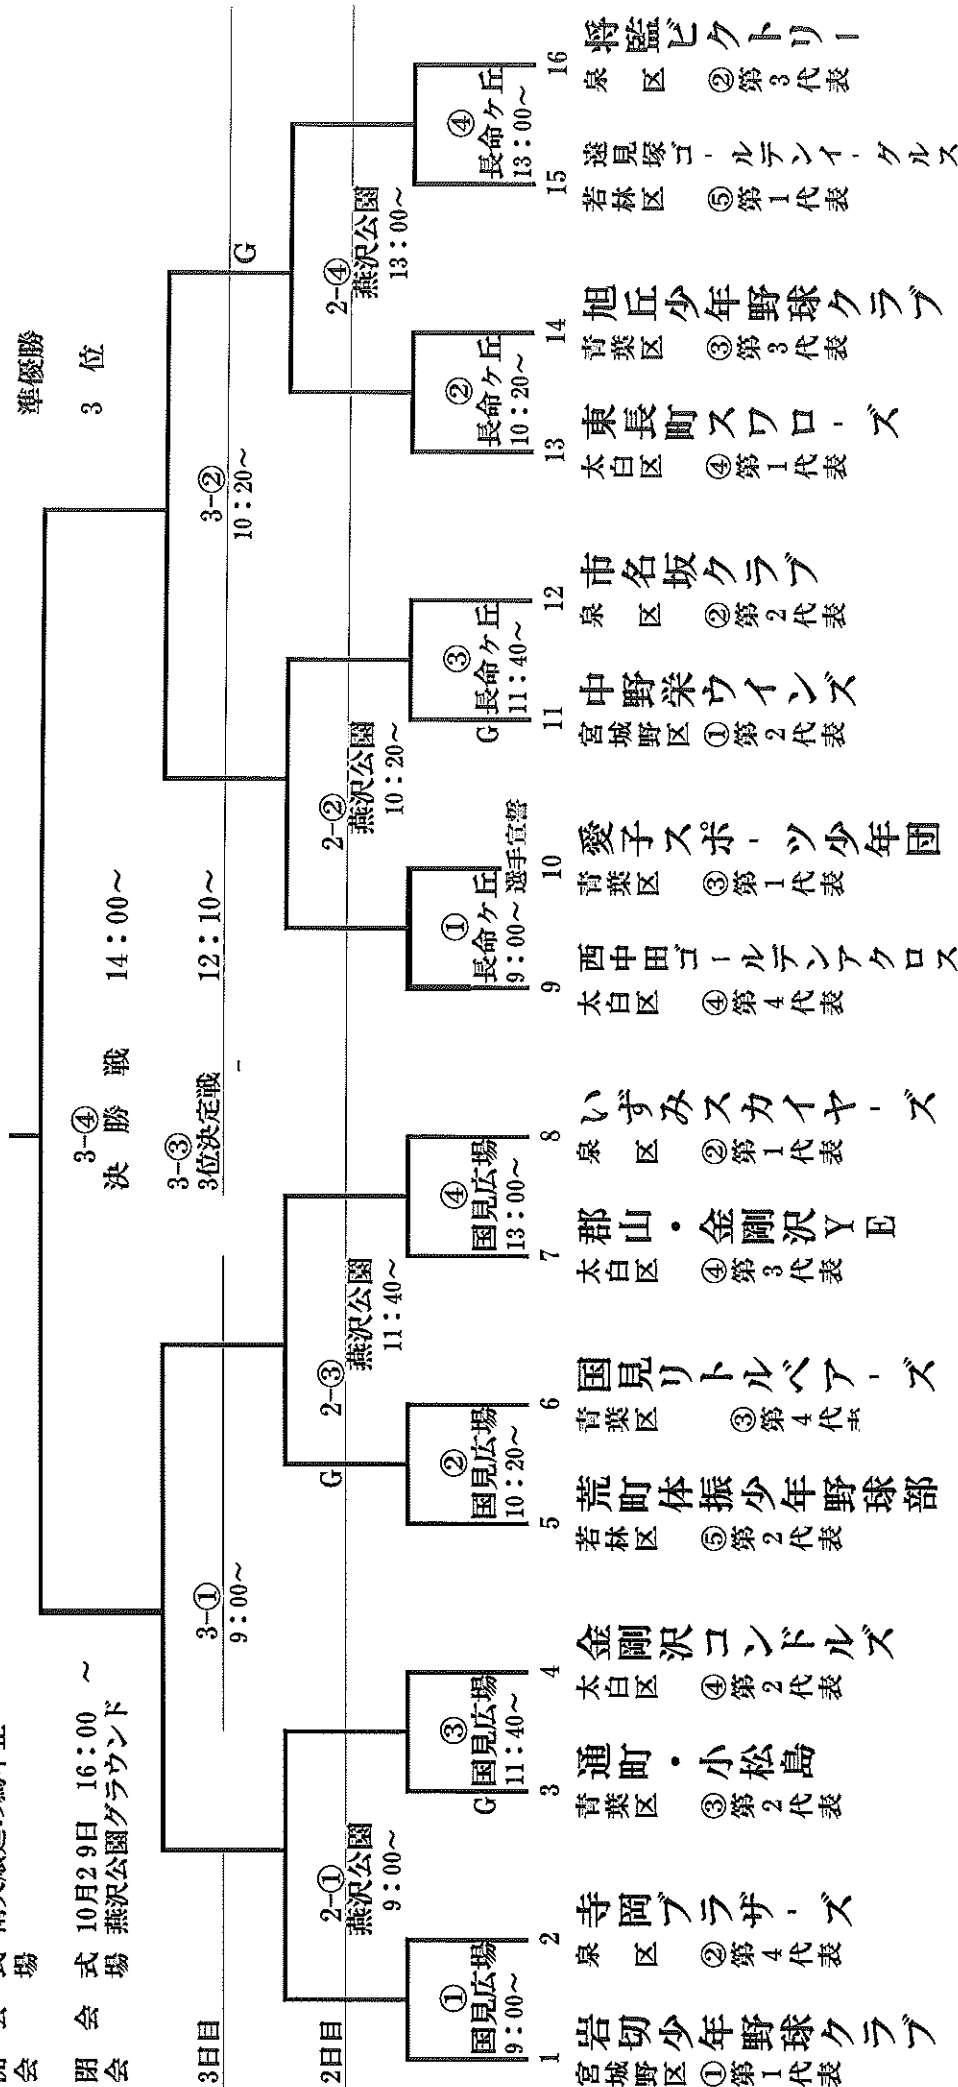 準優勝
3　位
3-④
決　勝　戦　14：00～
3-③
3位決定戦　12：10～
閉　会　式　10月29日　16：00　～
会　　　場　燕沢公園グラウンド
3日目
3-①
9：00～
3-②
10：20～
G
2日目
2-①
燕沢公園
9：00～
G
2-③
燕沢公園
11：40～
2-②
燕沢公園
10：20～
2-④
燕沢公園
13：00～
①
国見広場
9：00～
③
G 国見広場
11：40～
②
国見広場
10：20～
④
国見広場
13：00～
①
長命ケ丘
9：00～
選手宣誓
③
G 長命ケ丘
11：40～
②
長命ケ丘
10：20～
④
長命ケ丘
13：00～
1
岩切少年野球クラブ
宮城野区　①第1代表
2
寺岡ブラザーズ
泉　区　②第4代表
3
通町・小松島
青葉区　③第2代表
4
金剛沢コンドルズ
太白区　④第2代表
5
荒町体振少年野球部
若林区　⑤第2代表
6
国見リトルベアーズ
青葉区　③第4代
7
郡山・金剛沢YE
太白区　④第3代表
8
いずみスカイヤーズ
泉　区　②第1代表
9
西中田ゴールデンアクロス
太白区　④第4代表
10
愛子スポーツ少年団
青葉区　③第1代表
11
中野栄ウインズ
宮城野区　①第2代表
12
市名坂クラブ
泉　区　②第2代表
13
東長町スワローズ
太白区　④第1代表
14
旭丘少年野球クラブ
青葉区　③第3代表
15
遠見塚ゴールデンイーグルス
若林区　⑤第1代表
16
将監ビクトリー
泉　区　②第3代表